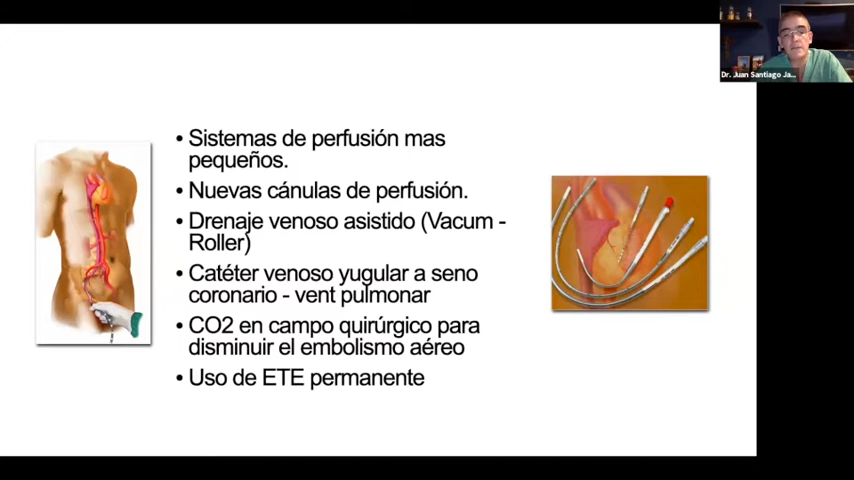 Dr. Juan Santiago Ja...
• Sistemas de perfusión mas
pequeños.
• Nuevas cánulas de perfusión.
• Drenaje venoso asistido (Vacum -
Roller)
• Catéter venoso yugular a seno
coronario - vent pulmonar
• CO2 en campo quirúrgico para
disminuir el embolismo aéreo
• Uso de ETE permanente